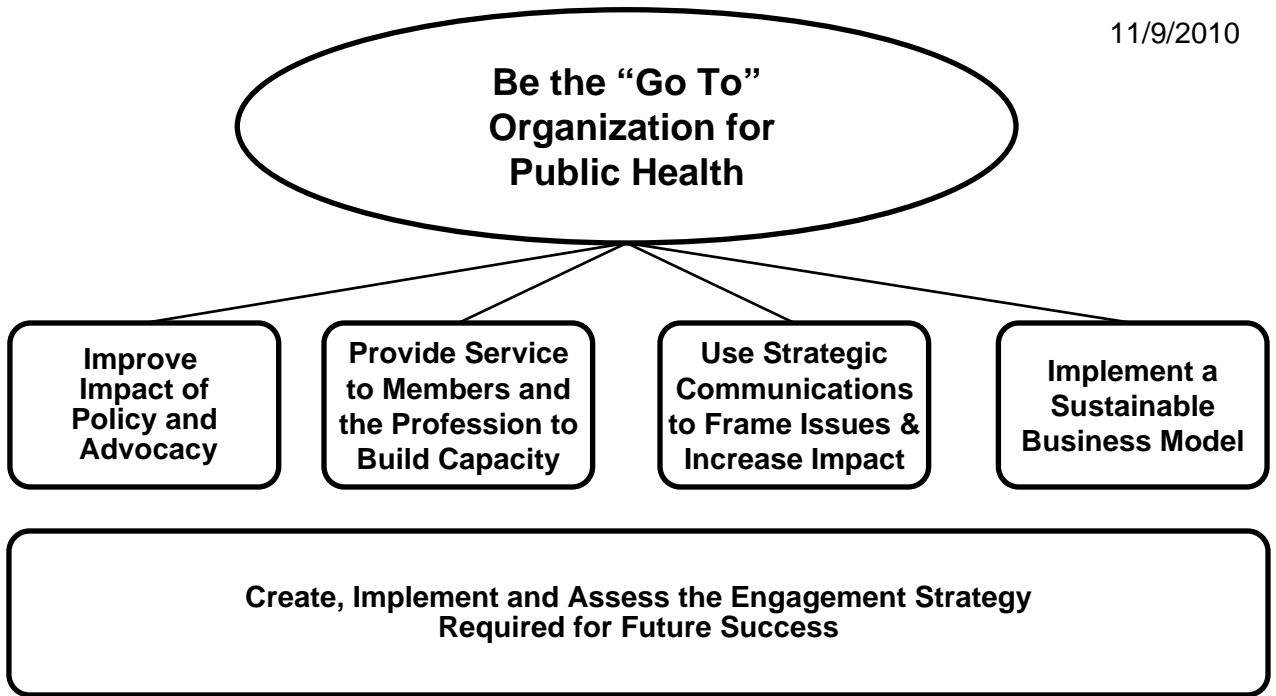 11/9/2010
Be the “Go To”
Organization for
Public Health
Improve
Impact of
Policy and
Advocacy
Provide Service
to Members and
the Profession to
Build Capacity
Use Strategic
Communications
to Frame Issues &
Increase Impact
Implement a
Sustainable
Business Model
Create, Implement and Assess the Engagement Strategy
Required for Future Success